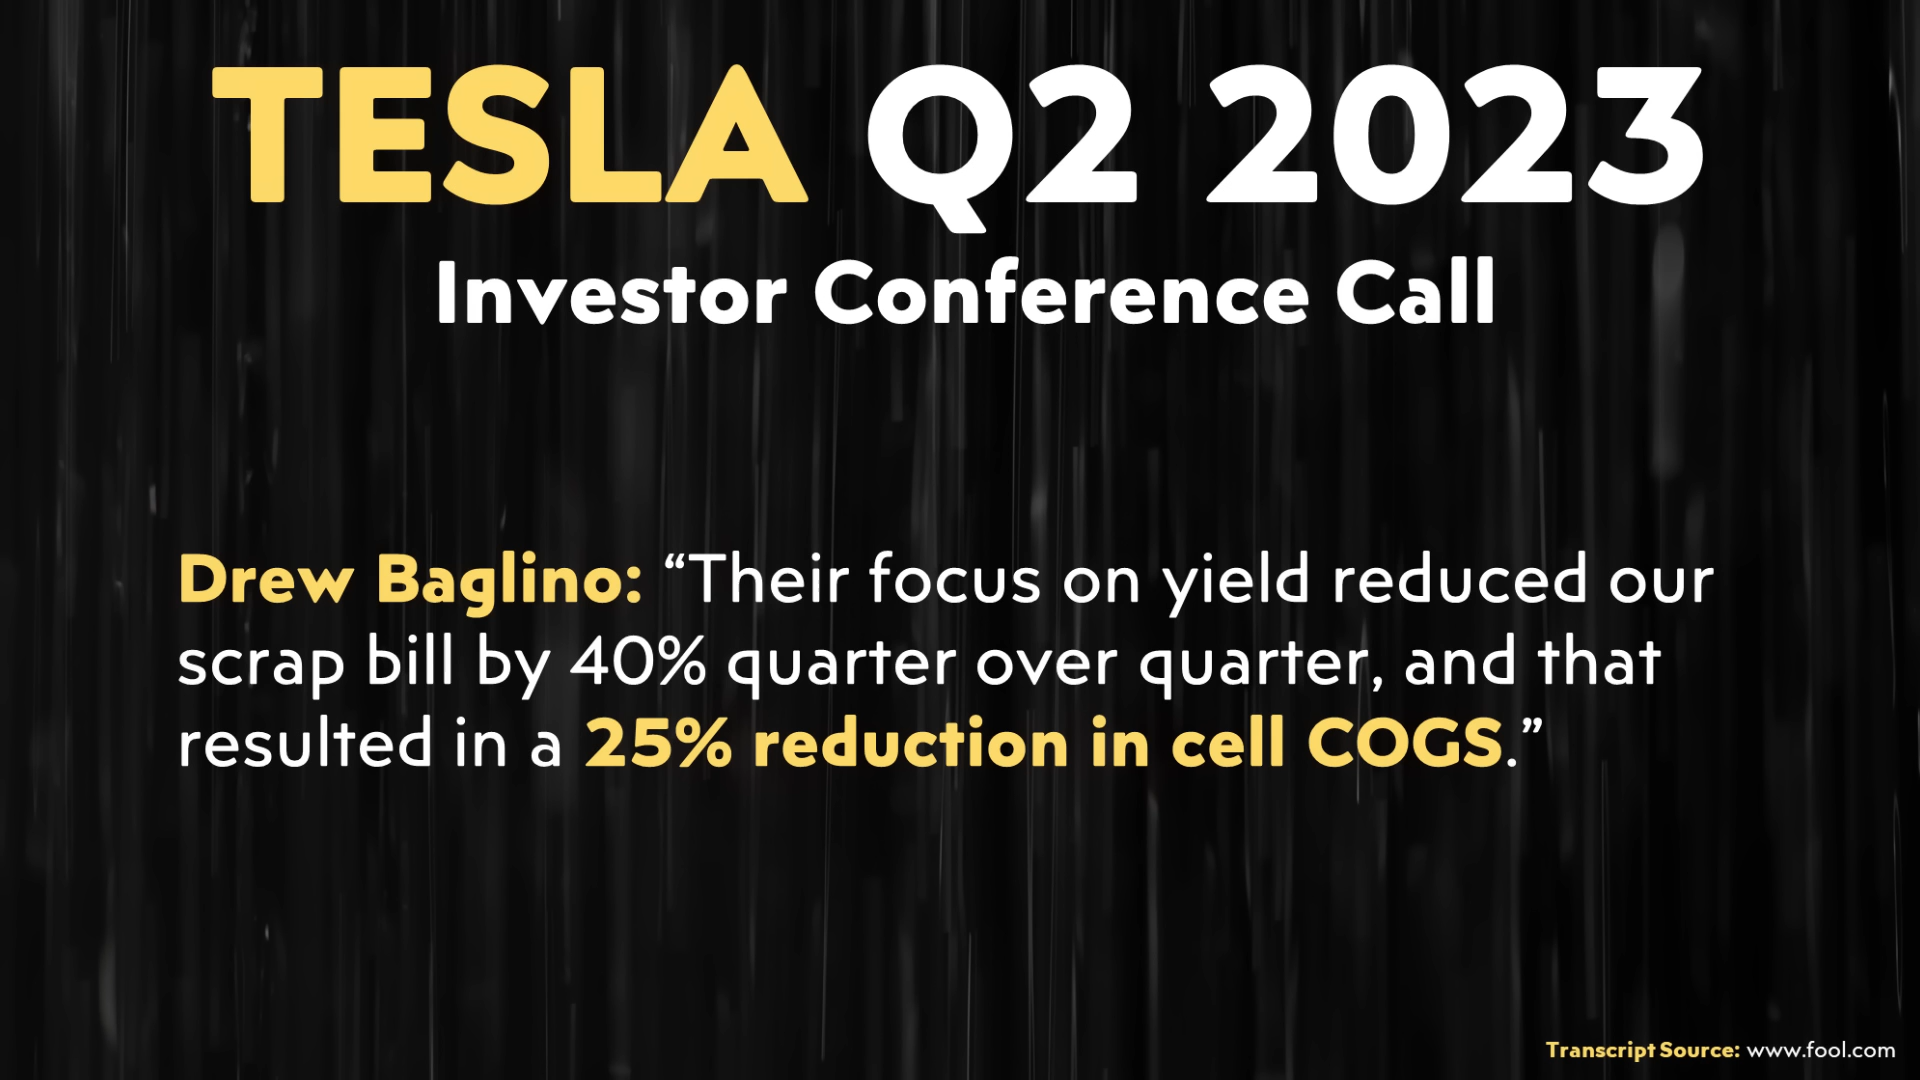 TESLA Q2 2023
Investor Conference Call
Drew Baglino: “Their focus on yield reduced our
scrap bill by 40% quarter over quarter, and that
resulted in a 25% reduction in cell COGS.”
Transcript Source: www.fool.com